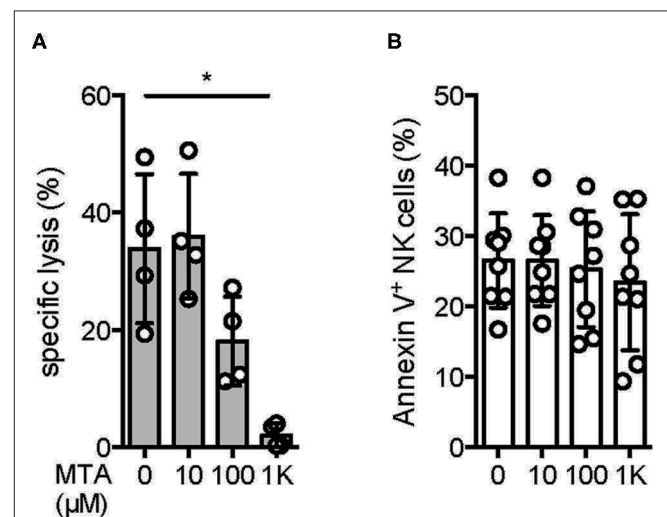 A
*
specific lysis (%)
60
40
20
0
MTA
(µM)
0 10 100 1K
B
Annexin V⁺ NK cells (%)
50
40
30
20
10
0
0 10 100 1K